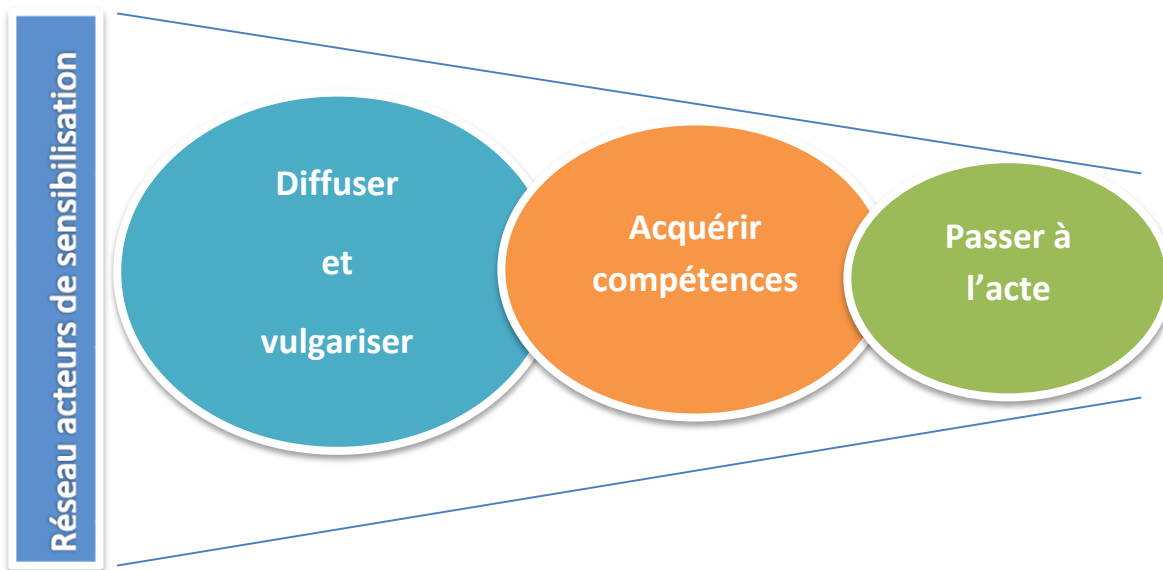 Réseau acteurs de sensibilisation
Diffuser
et
vulgariser
Acquérir
compétences
Passer à
l’acte